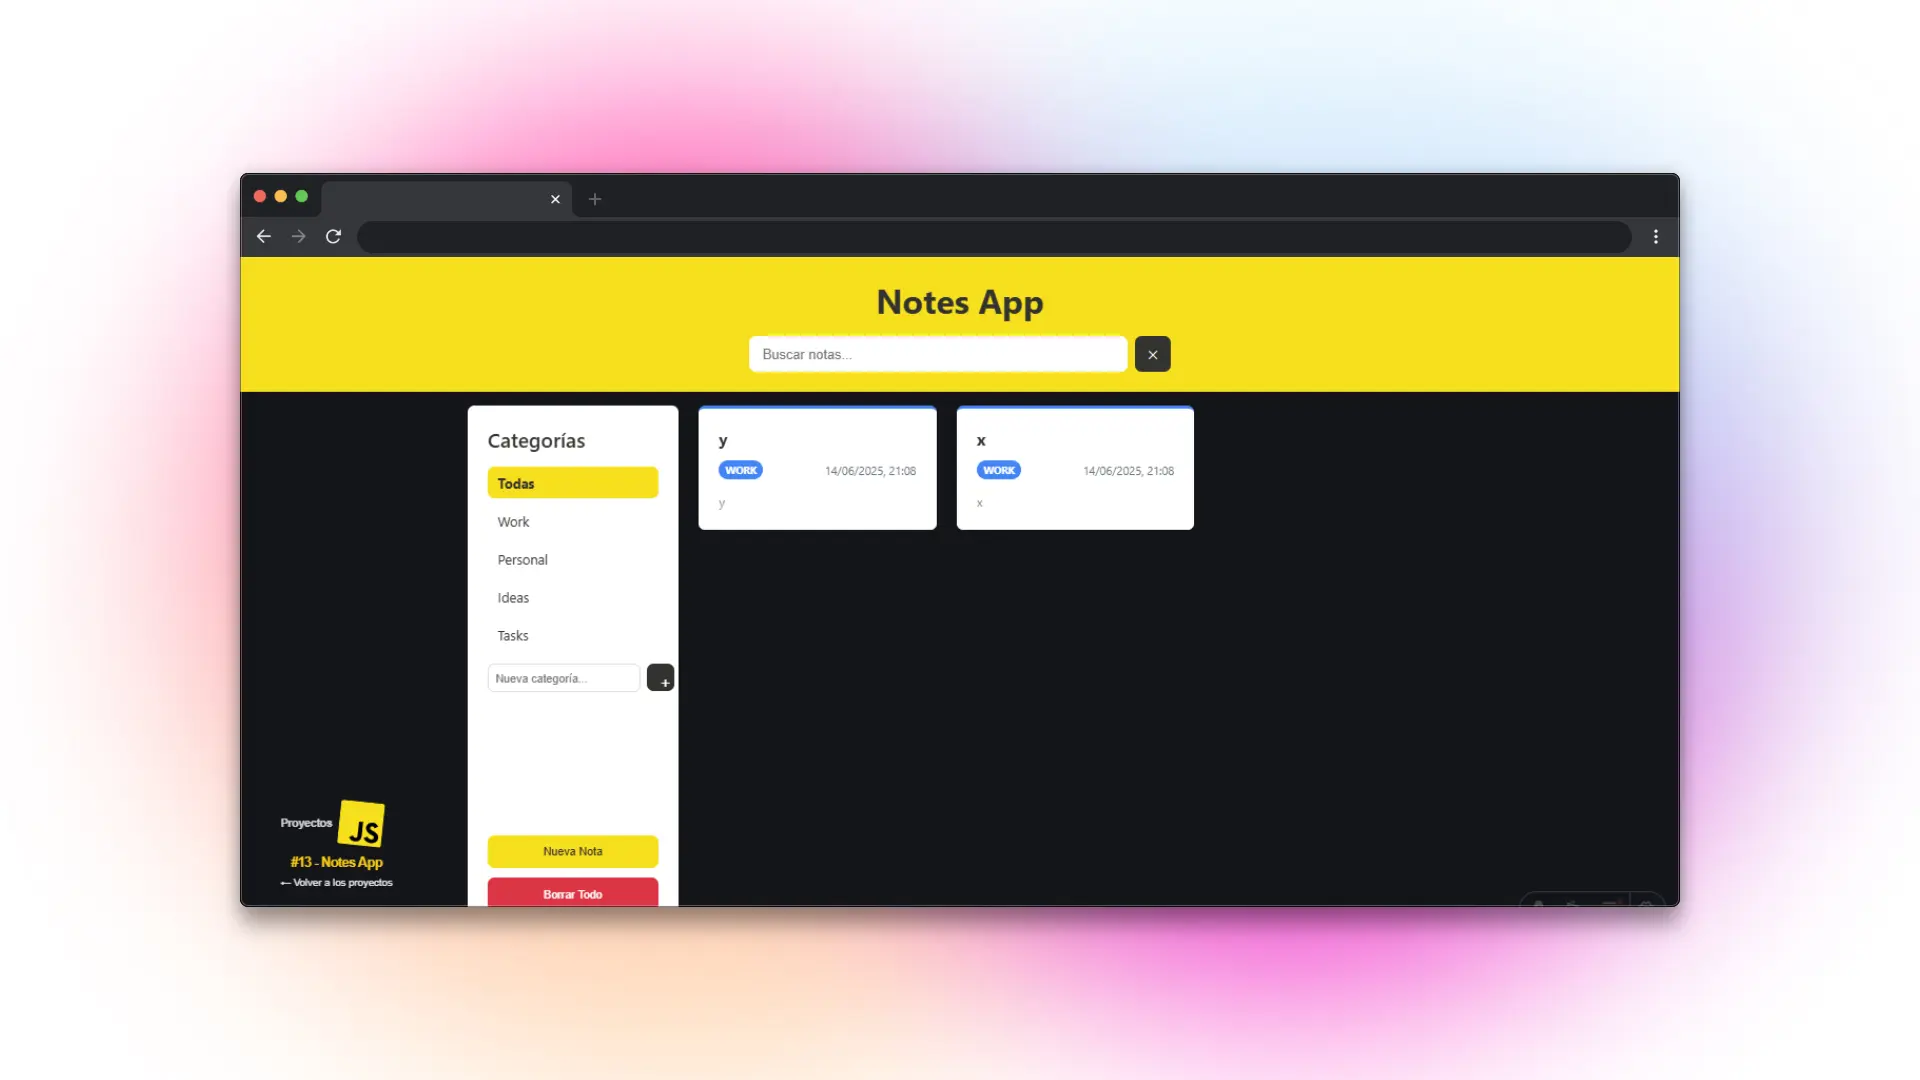 Notes App
Buscar notas...
Categorías
Todas
Work
Personal
Ideas
Tasks
Nueva categoría...
+
Nueva Nota
Borrar Todo
y
WORK 14/06/2025, 21:08
y
x
WORK 14/06/2025, 21:08
x
Proyectos
JS
#13 - Notes App
← Volver a los proyectos